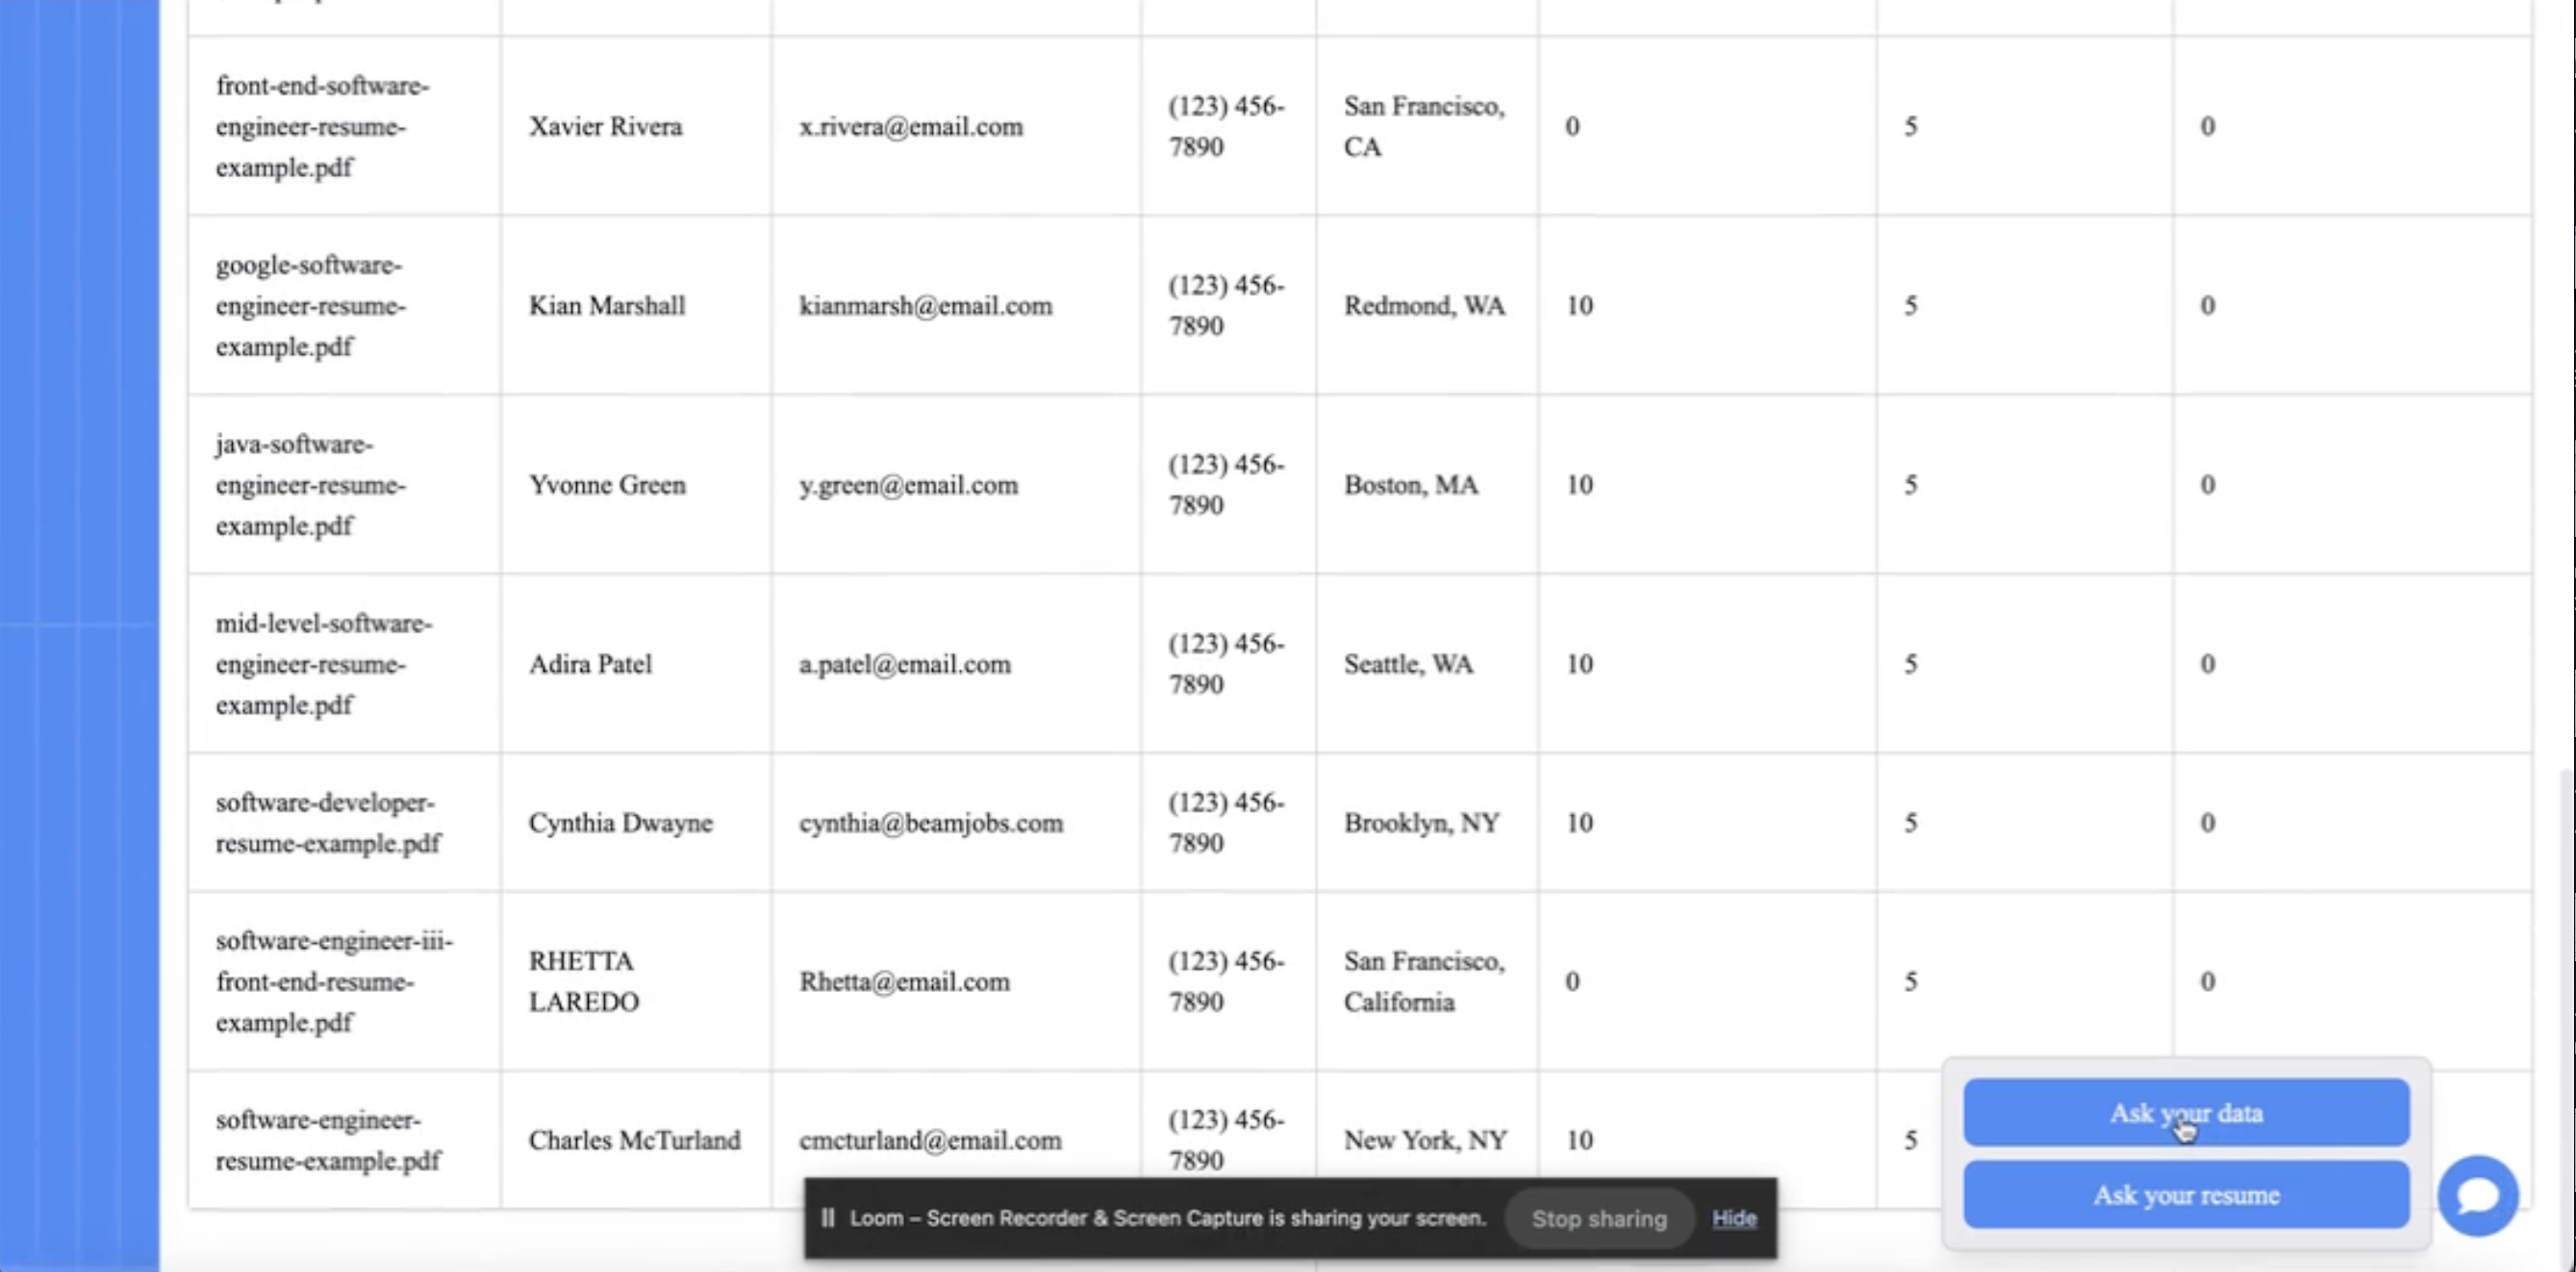 front-end-software-
engineer-resume-
example.pdf
Xavier Rivera
x.rivera@email.com
(123) 456-
7890
San Francisco,
CA
0
5
0
google-software-
engineer-resume-
example.pdf
Kian Marshall
kianmarsh@email.com
(123) 456-
7890
Redmond, WA
10
5
0
java-software-
engineer-resume-
example.pdf
Yvonne Green
y.green@email.com
(123) 456-
7890
Boston, MA
10
5
0
mid-level-software-
engineer-resume-
example.pdf
Adira Patel
a.patel@email.com
(123) 456-
7890
Seattle, WA
10
5
0
software-developer-
resume-example.pdf
Cynthia Dwayne
cynthia@beamjobs.com
(123) 456-
7890
Brooklyn, NY
10
5
0
software-engineer-iii-
front-end-resume-
example.pdf
RHETTA
LAREDO
Rhetta@email.com
(123) 456-
7890
San Francisco,
California
0
5
0
software-engineer-
resume-example.pdf
Charles McTurland
cmcturland@email.com
(123) 456-
7890
New York, NY
10
5
Ask your data
Ask your resume
Loom – Screen Recorder & Screen Capture is sharing your screen.
Stop sharing
Hide